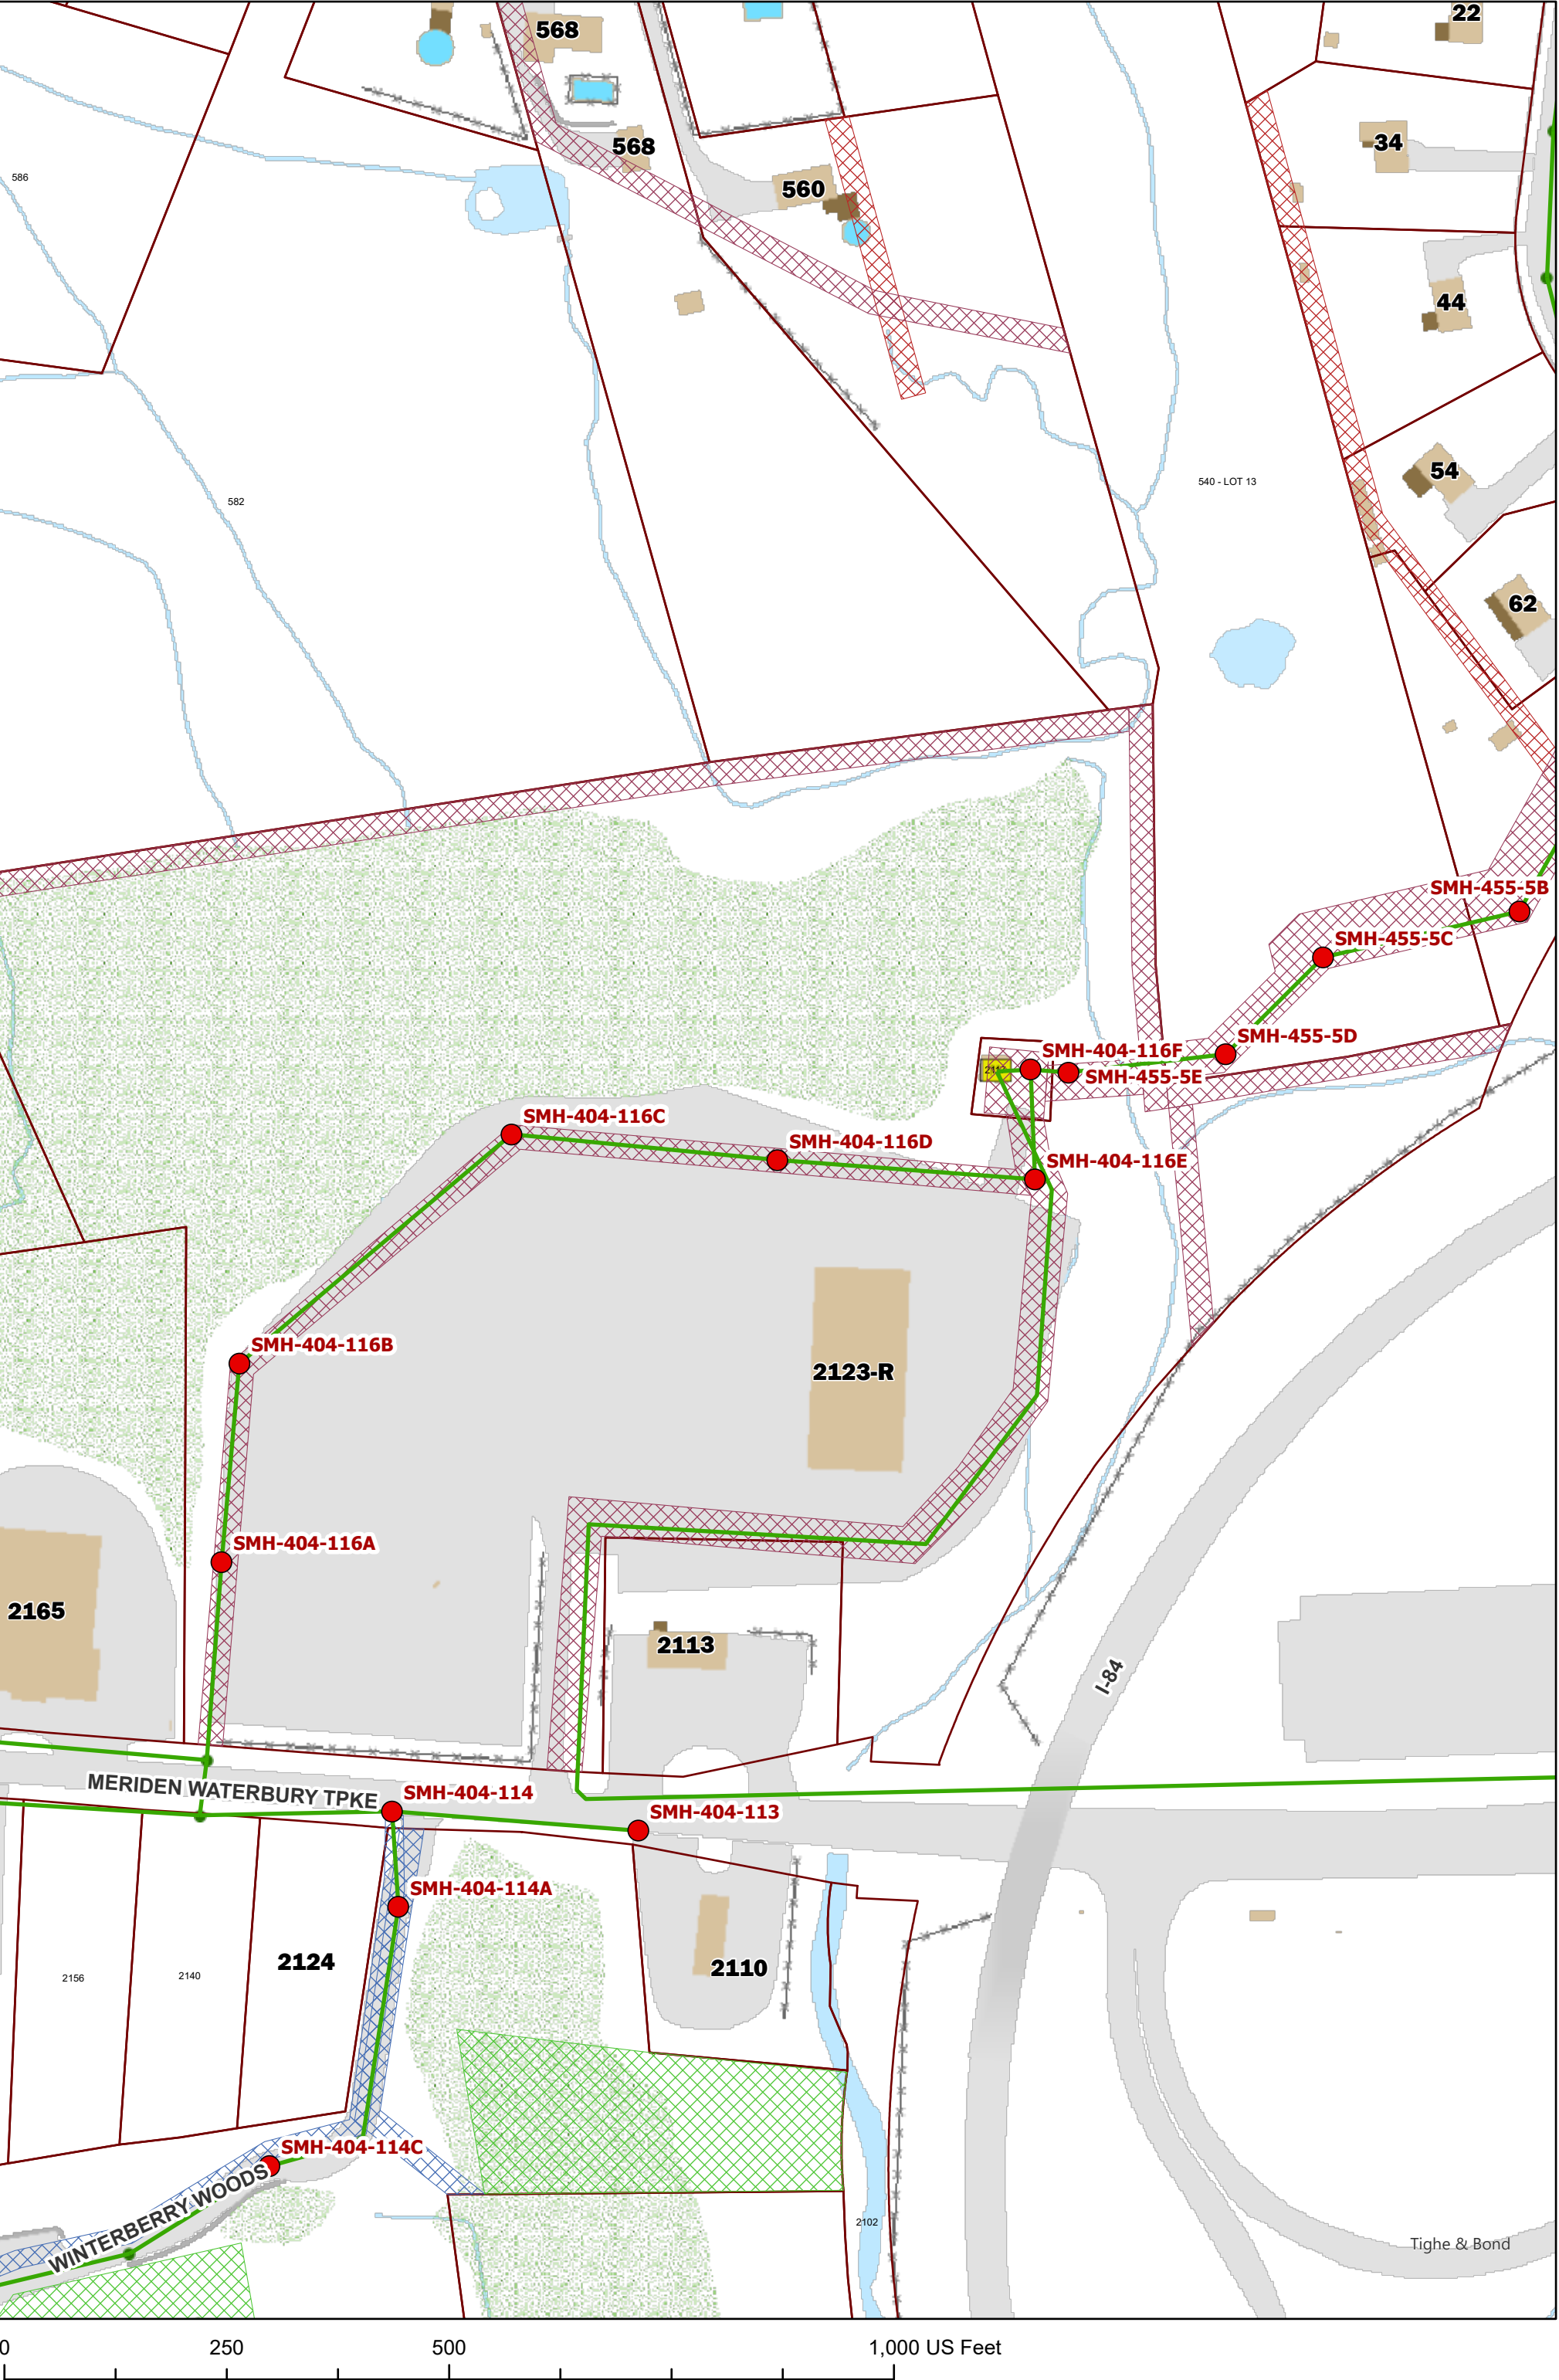 22
568
34
568
586
560
44
54
540 - LOT 13
582
62
SMH-455-5B
SMH-455-5C
SMH-455-5D
SMH-404-116F
SMH-455-5E
SMH-404-116C
SMH-404-116D
SMH-404-116E
SMH-404-116B
2123-R
SMH-404-116A
2165
2113
I-84
MERIDEN WATERBURY TPKE
SMH-404-114
SMH-404-113
SMH-404-114A
2124
2110
2156
2140
SMH-404-114C
WINTERBERRY WOODS
2102
Tighe & Bond
0
250
500
1,000 US Feet